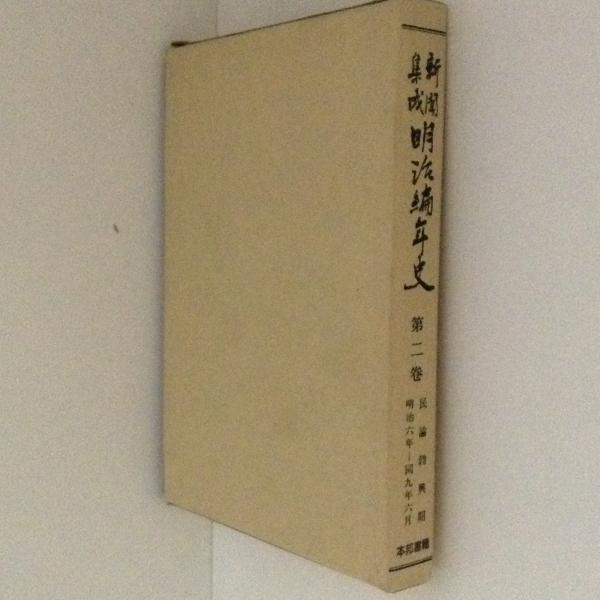 新聞
集成
明治編年史
第二卷
民論勃興期
明治六年—同九年六月
本邦書籍